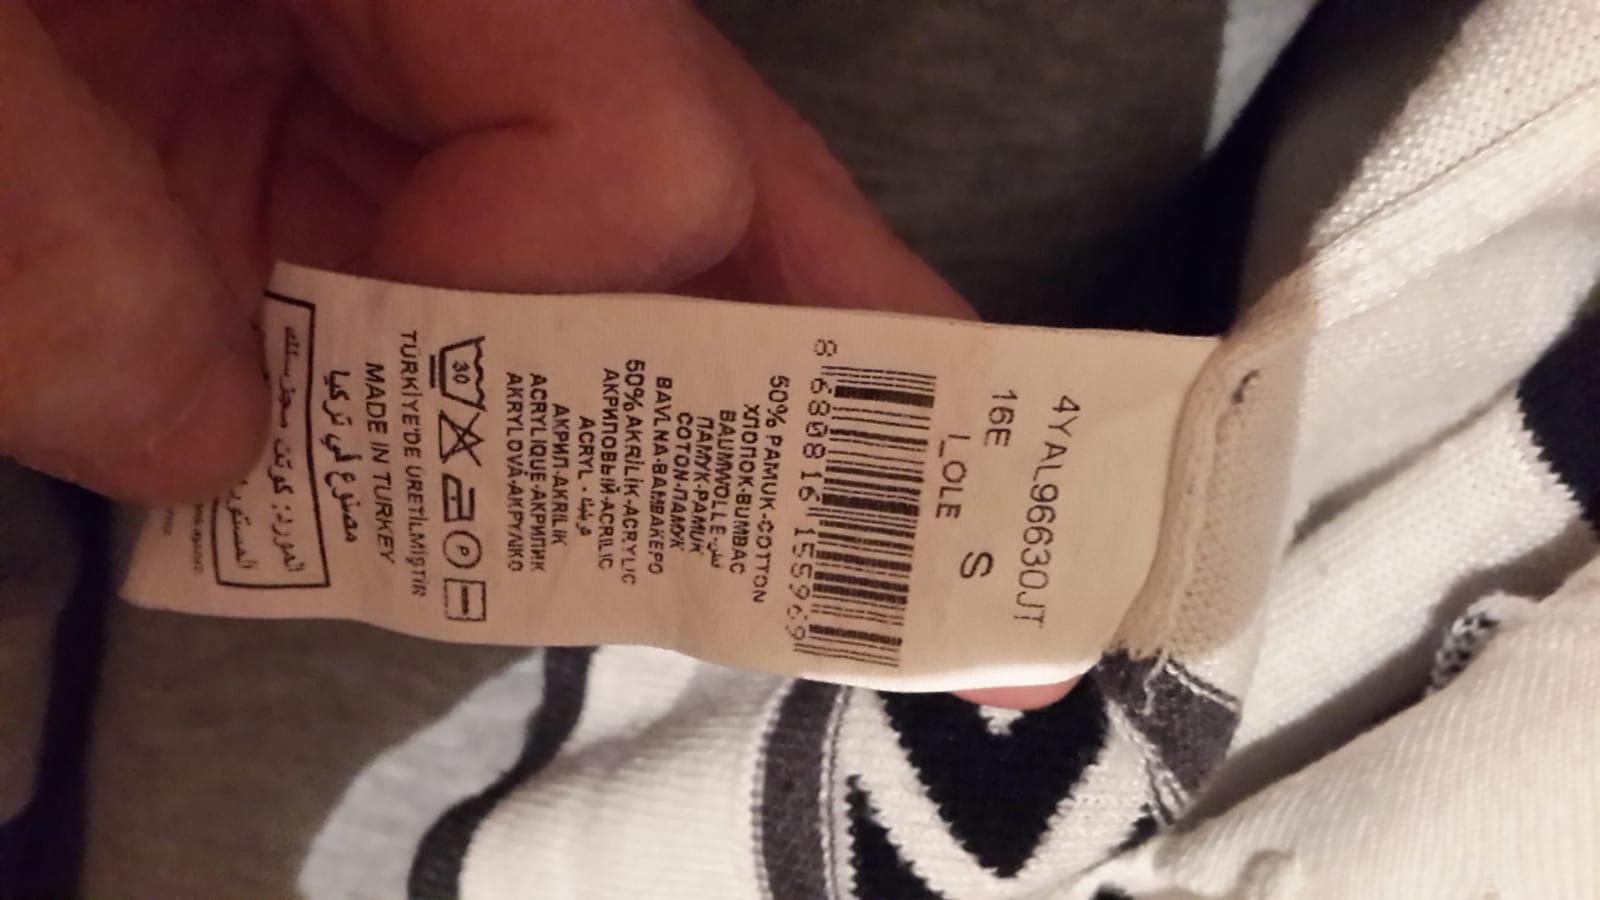 4YAL96630JT
16E S
I_OLE
8 680816 155969
50% PAMUK-COTTON
ХЛОПОК-BUMBAC
BAUMWOLLE-قطن
ПАМУК-PAMUK
COTON-ПАМУК
BAVLNA-ΒΑΜΒΑΚΕΡΟ
50% AKRİLİK-ACRYLIC
АКРИЛОВЫЙ-ACRILIC
ACRYL -
АКРИЛ-AKRILIK
ACRYLIQUE-АКРИЛИК
AKRYLOVÁ-ΑΚΡΥΛΙΚΟ
30 P
TÜRKİYE'DE ÜRETİLMİŞTİR
MADE IN TURKEY
مصنوع في تركيا
المورد: كوتن